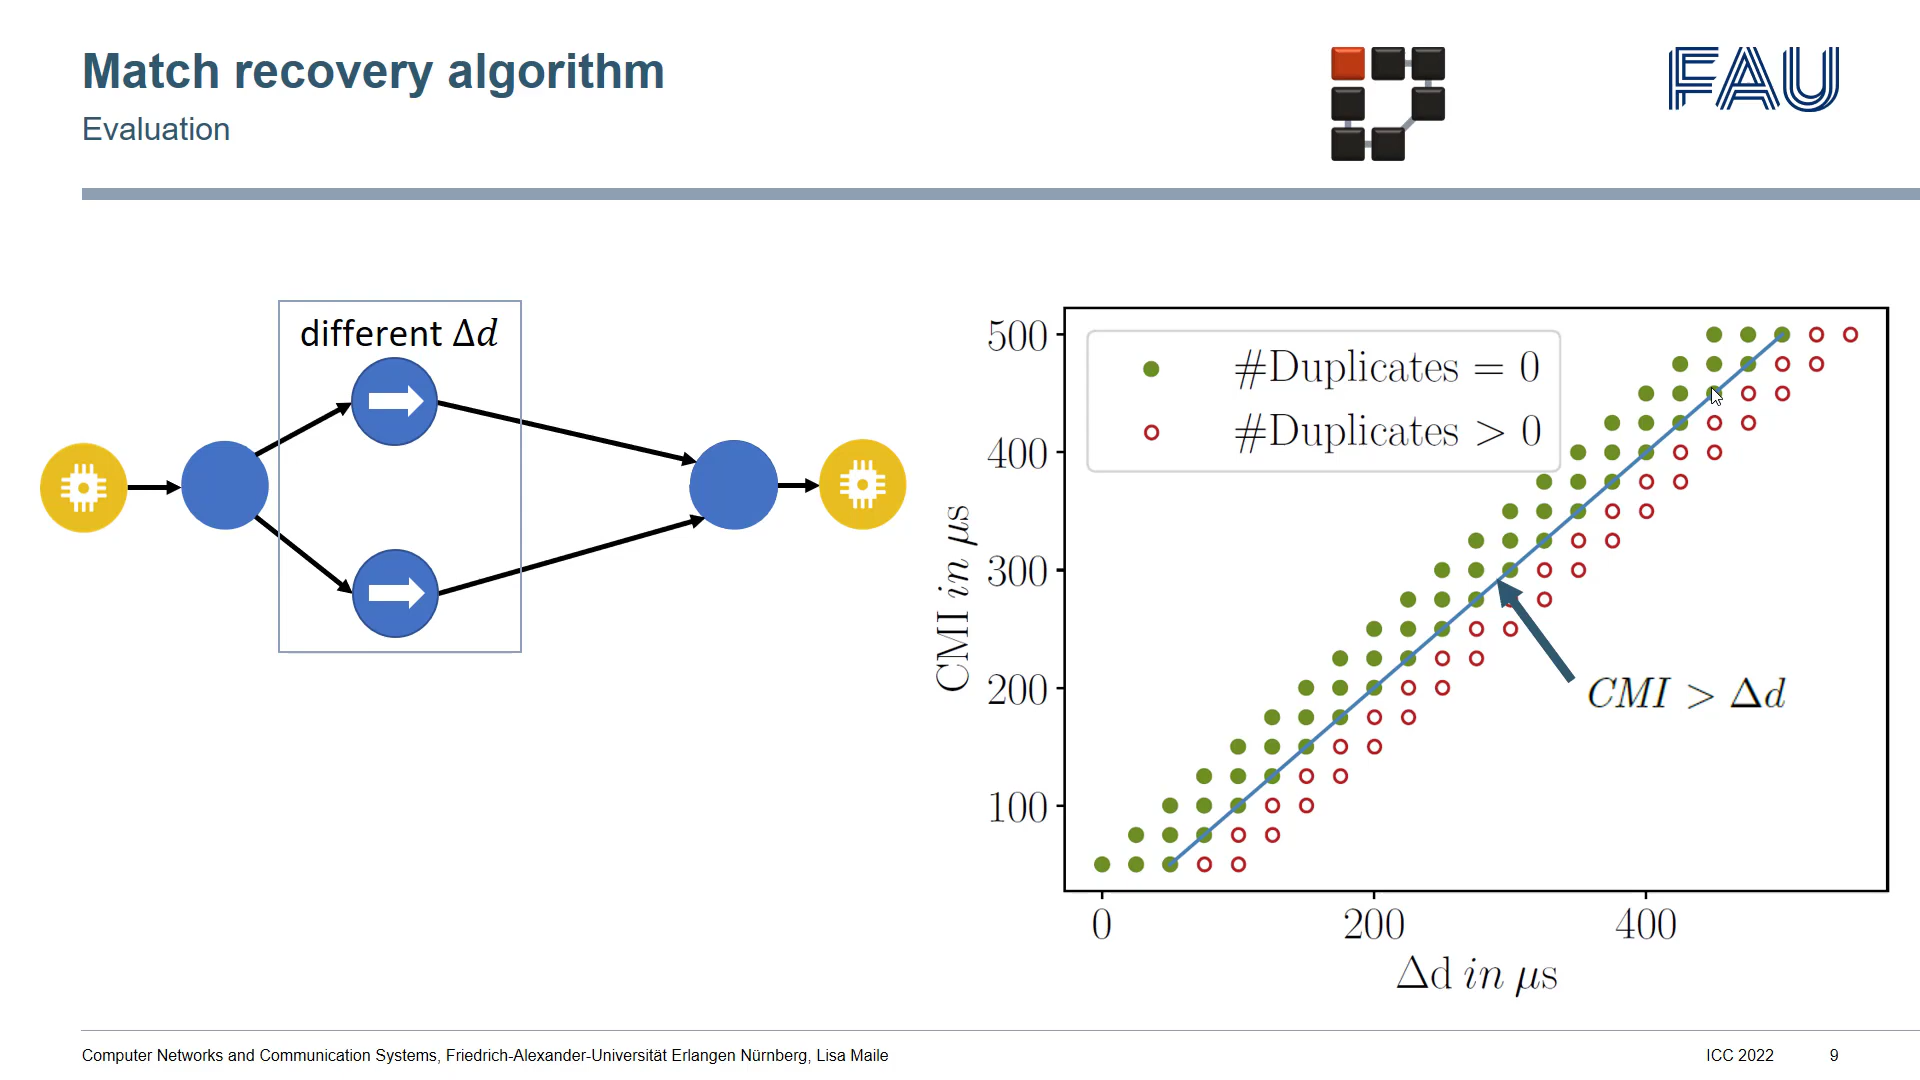 Match recovery algorithm
Evaluation
FAU
different Δd
#Duplicates = 0
#Duplicates > 0
500
400
300
200
100
CMI in μs
CMI > Δd
0 200 400
Δd in μs
Computer Networks and Communication Systems, Friedrich-Alexander-Universität Erlangen Nürnberg, Lisa Maile
ICC 2022 9